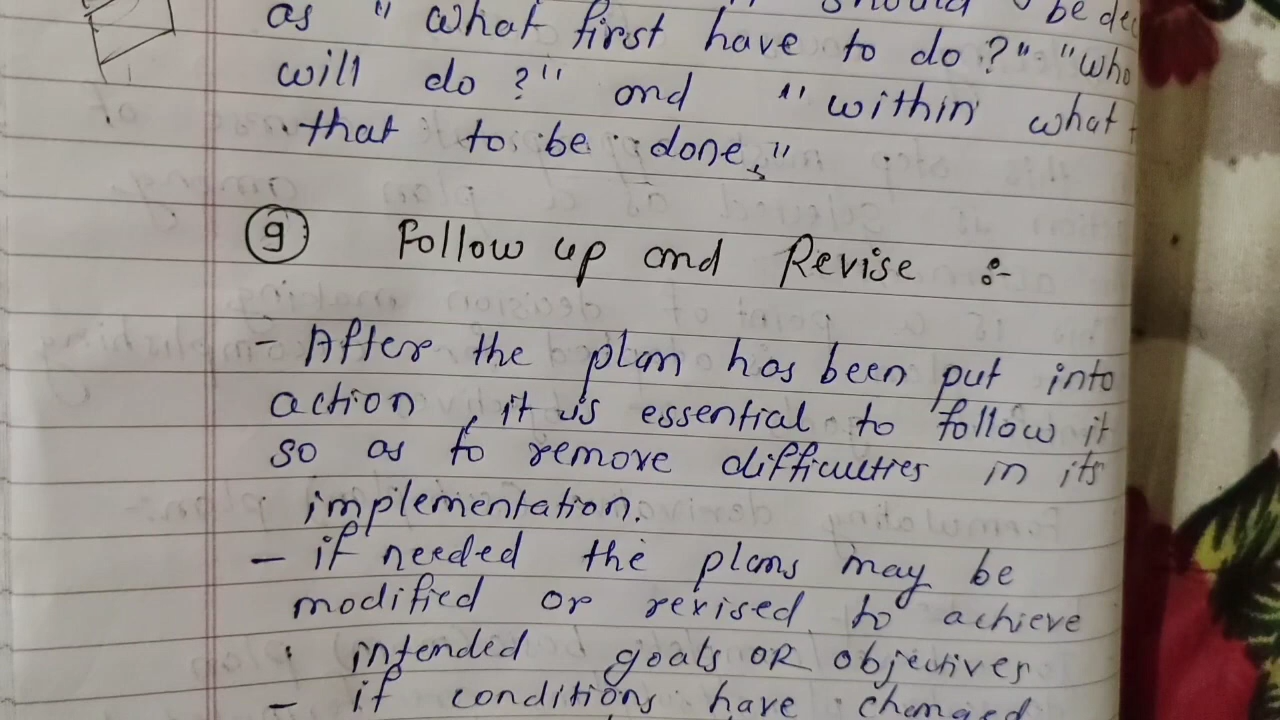 should be
as " what first have to do ?" "who
will do ?" and " within what
that to be done,"
9 Follow up and Revise :-
- After the plan has been put into
action, it is essential to follow it
so as to remove difficulties in its
implementation.
- if needed the plans may be
modified or revised to achieve
intended goals OR objectives
- if conditions have changed